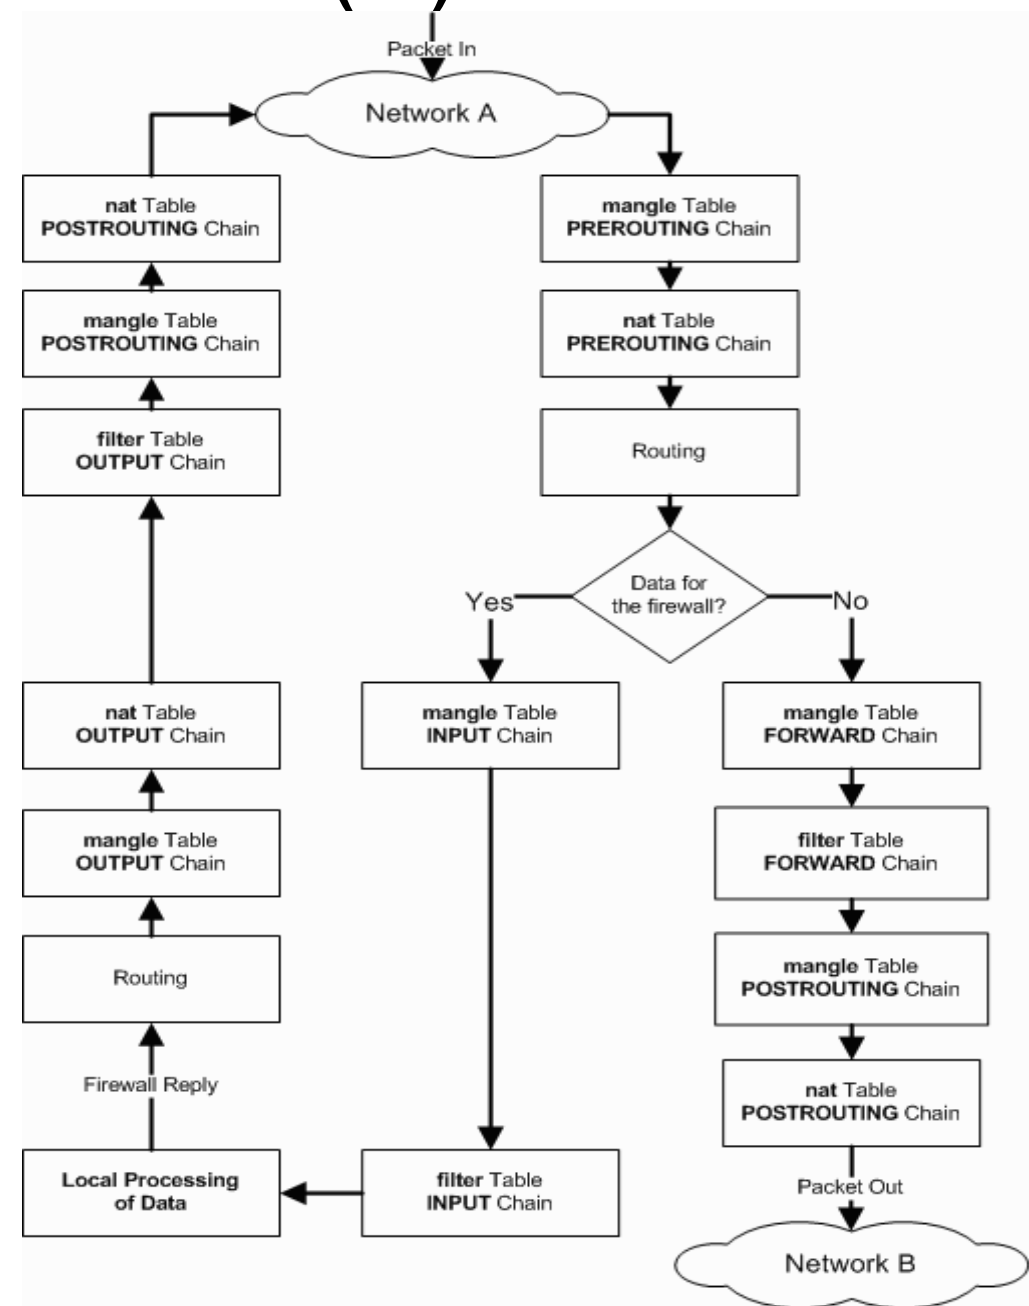 Packet In
Network A
nat Table
POSTROUTING Chain
mangle Table
PREROUTING Chain
mangle Table
POSTROUTING Chain
nat Table
PREROUTING Chain
filter Table
OUTPUT Chain
Routing
Data for
the firewall?
Yes
No
nat Table
OUTPUT Chain
mangle Table
INPUT Chain
mangle Table
FORWARD Chain
mangle Table
OUTPUT Chain
filter Table
FORWARD Chain
Routing
mangle Table
POSTROUTING Chain
Firewall Reply
nat Table
POSTROUTING Chain
Local Processing
of Data
filter Table
INPUT Chain
Packet Out
Network B